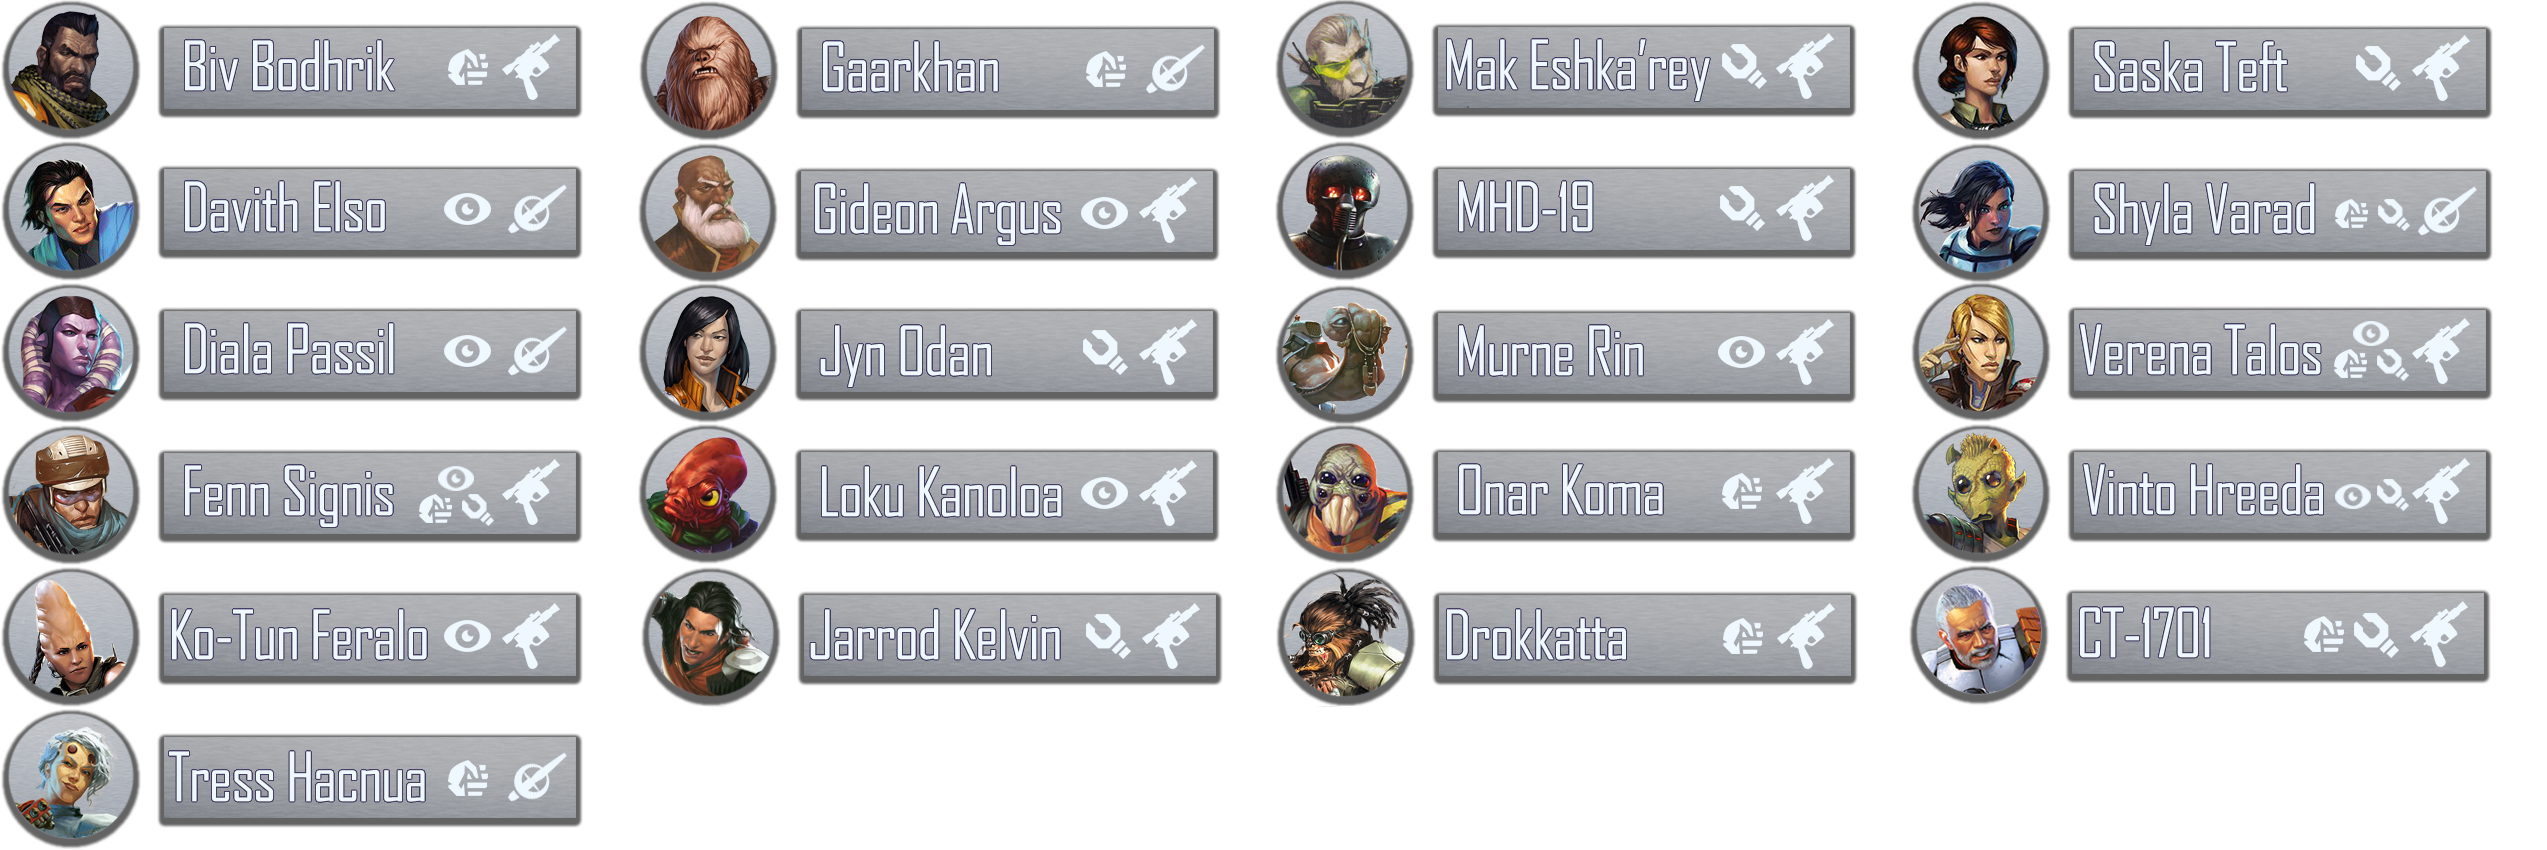 Biv Bodhrik
Gaarkhan
Mak Eshka'rey
Saska Teft
Davith Elso
Gideon Argus
MHD-19
Shyla Varad
Diala Passil
Jyn Odan
Murne Rin
Verena Talos
Fenn Signis
Loku Kanoloa
Onar Koma
Vinto Hreeda
Ko-Tun Feralo
Jarrod Kelvin
Drokkatta
CT-1701
Tress Hacnua